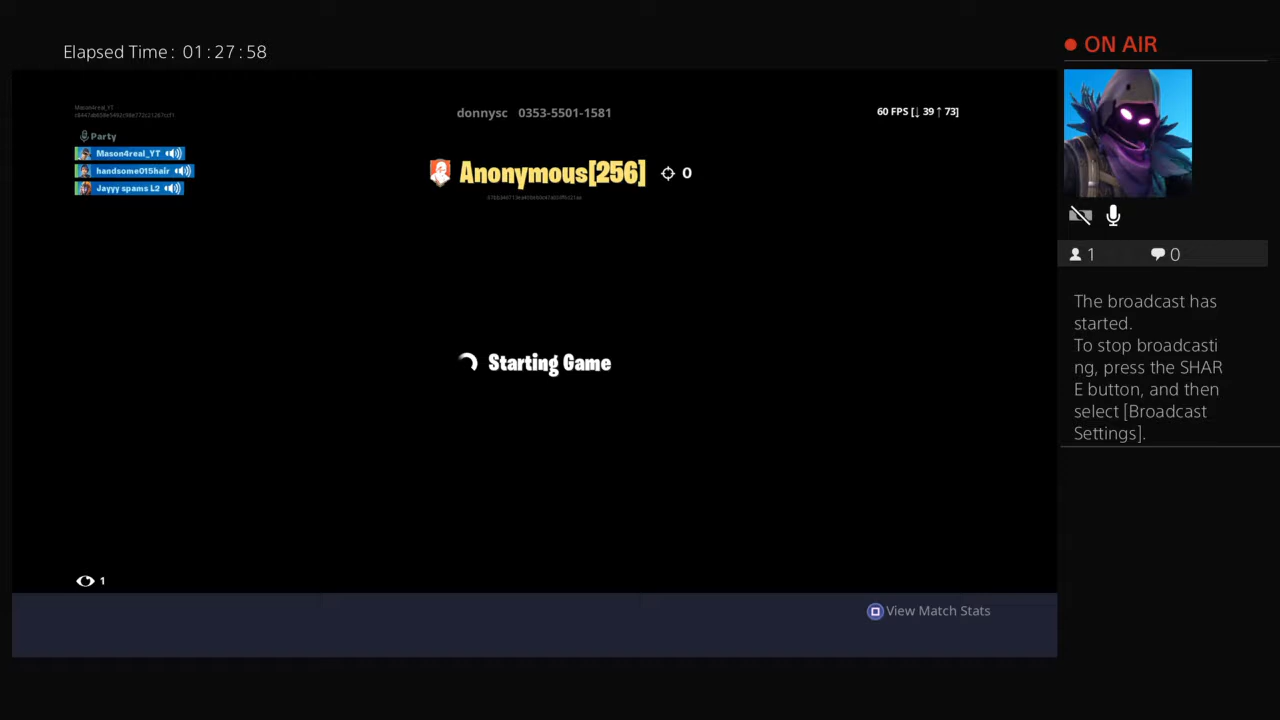 Elapsed Time: 01:27:58
ON AIR
Mason4real_YT
donnysc 0353-5501-1581
60 FPS [↓ 39 ↑ 73]
Party
Mason4real_YT
handsome015hair
Jayyy spams L2
Anonymous[256] 0
1 0
The broadcast has
started.
To stop broadcasti
ng, press the SHAR
E button, and then
select [Broadcast
Settings].
Starting Game
1
View Match Stats